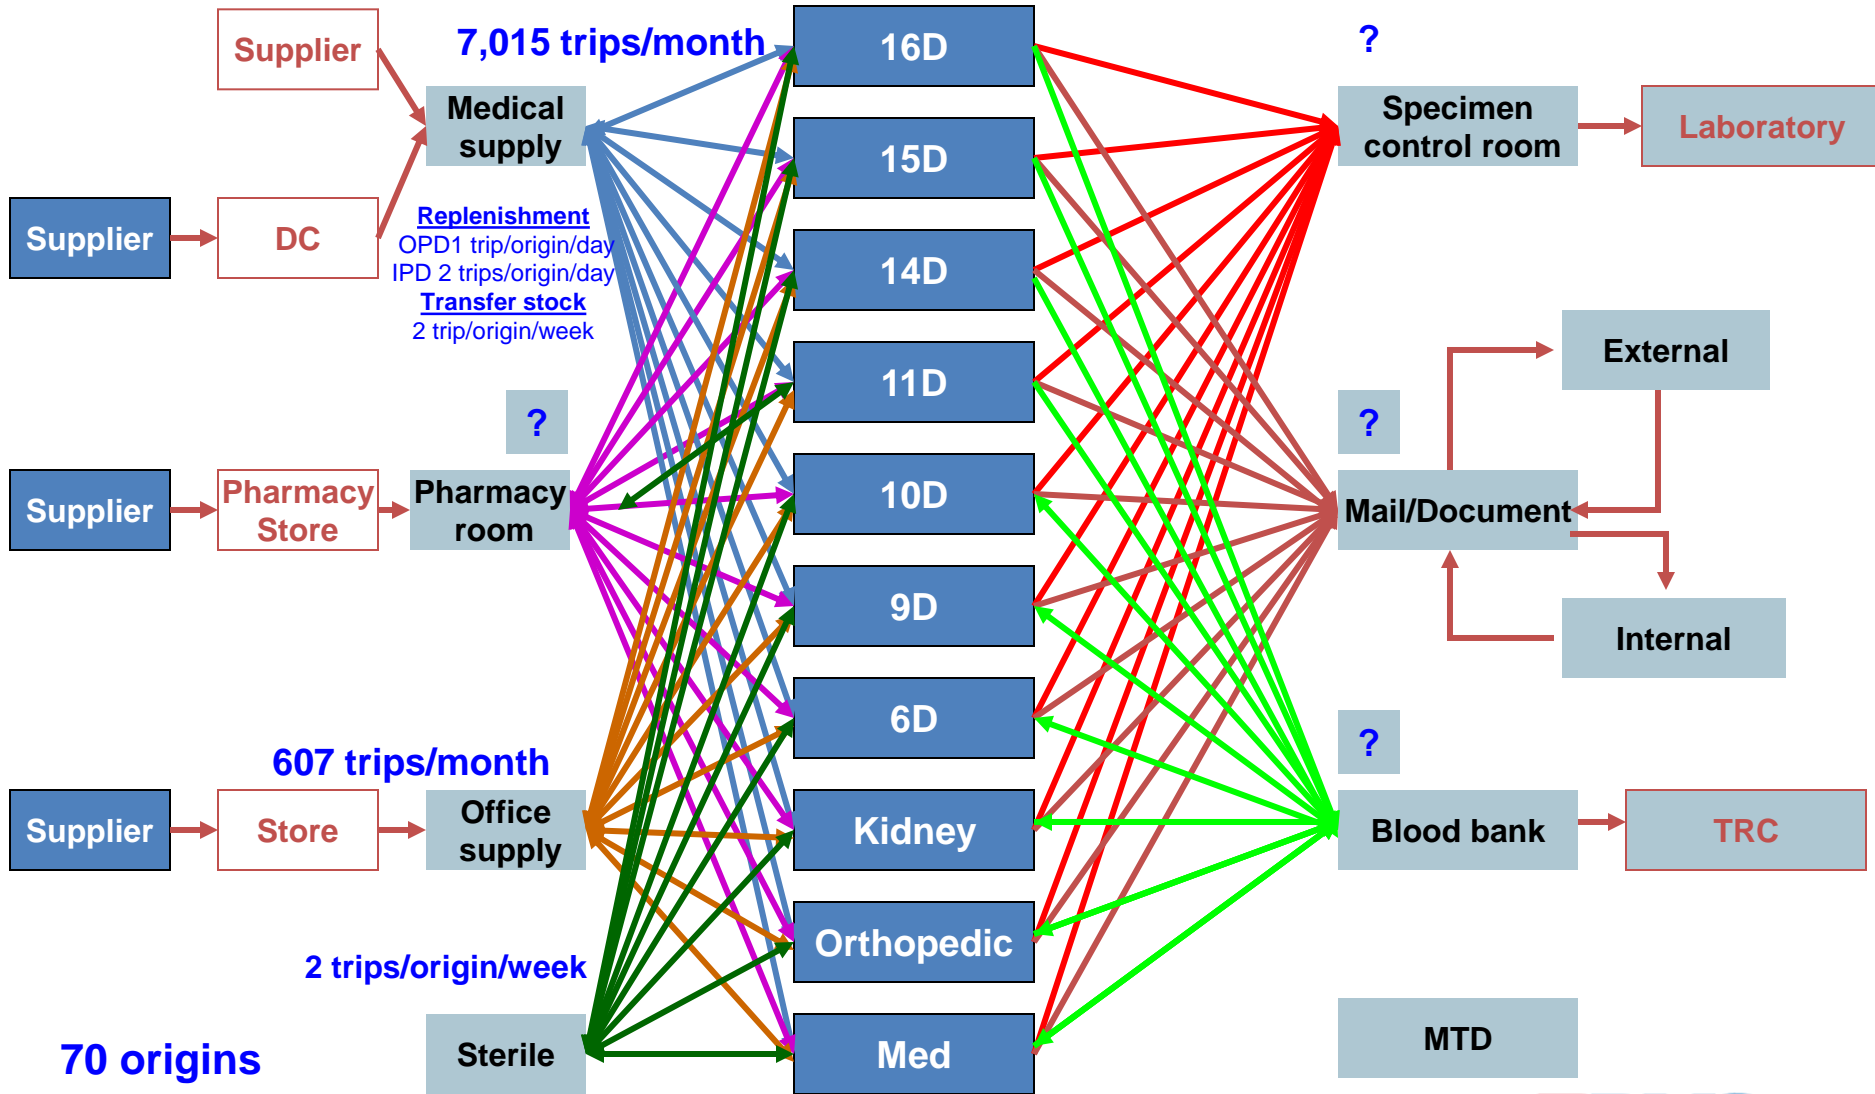 Supplier
7,015 trips/month
16D
?
Medical
supply
Specimen
control room
Laboratory
15D
Supplier
DC
Replenishment
OPD1 trip/origin/day
IPD 2 trips/origin/day
Transfer stock
2 trip/origin/week
14D
External
11D
?
?
Supplier
Pharmacy
Store
Pharmacy
room
10D
Mail/Document
9D
Internal
6D
?
607 trips/month
Supplier
Store
Office
supply
Kidney
Blood bank
TRC
Orthopedic
2 trips/origin/week
Sterile
Med
MTD
70 origins